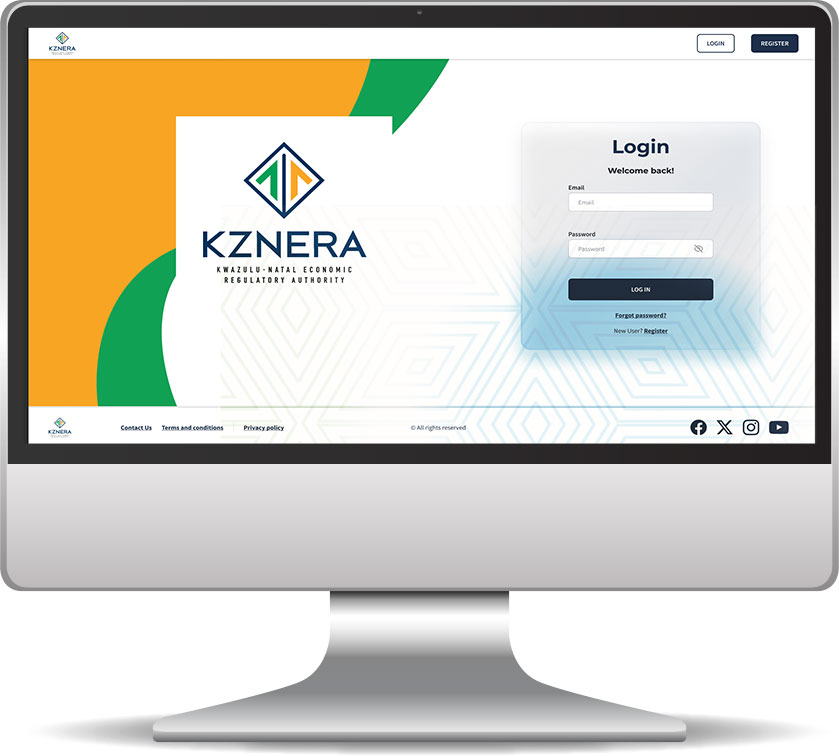 KZNERA
LOGIN
REGISTER
KZNERA
KWAZULU-NATAL ECONOMIC
REGULATORY AUTHORITY
Login
Welcome back!
Email
Email
Password
Password
LOG IN
Forgot password?
New User? Register
KZNERA
Contact Us
Terms and conditions
Privacy policy
© All rights reserved